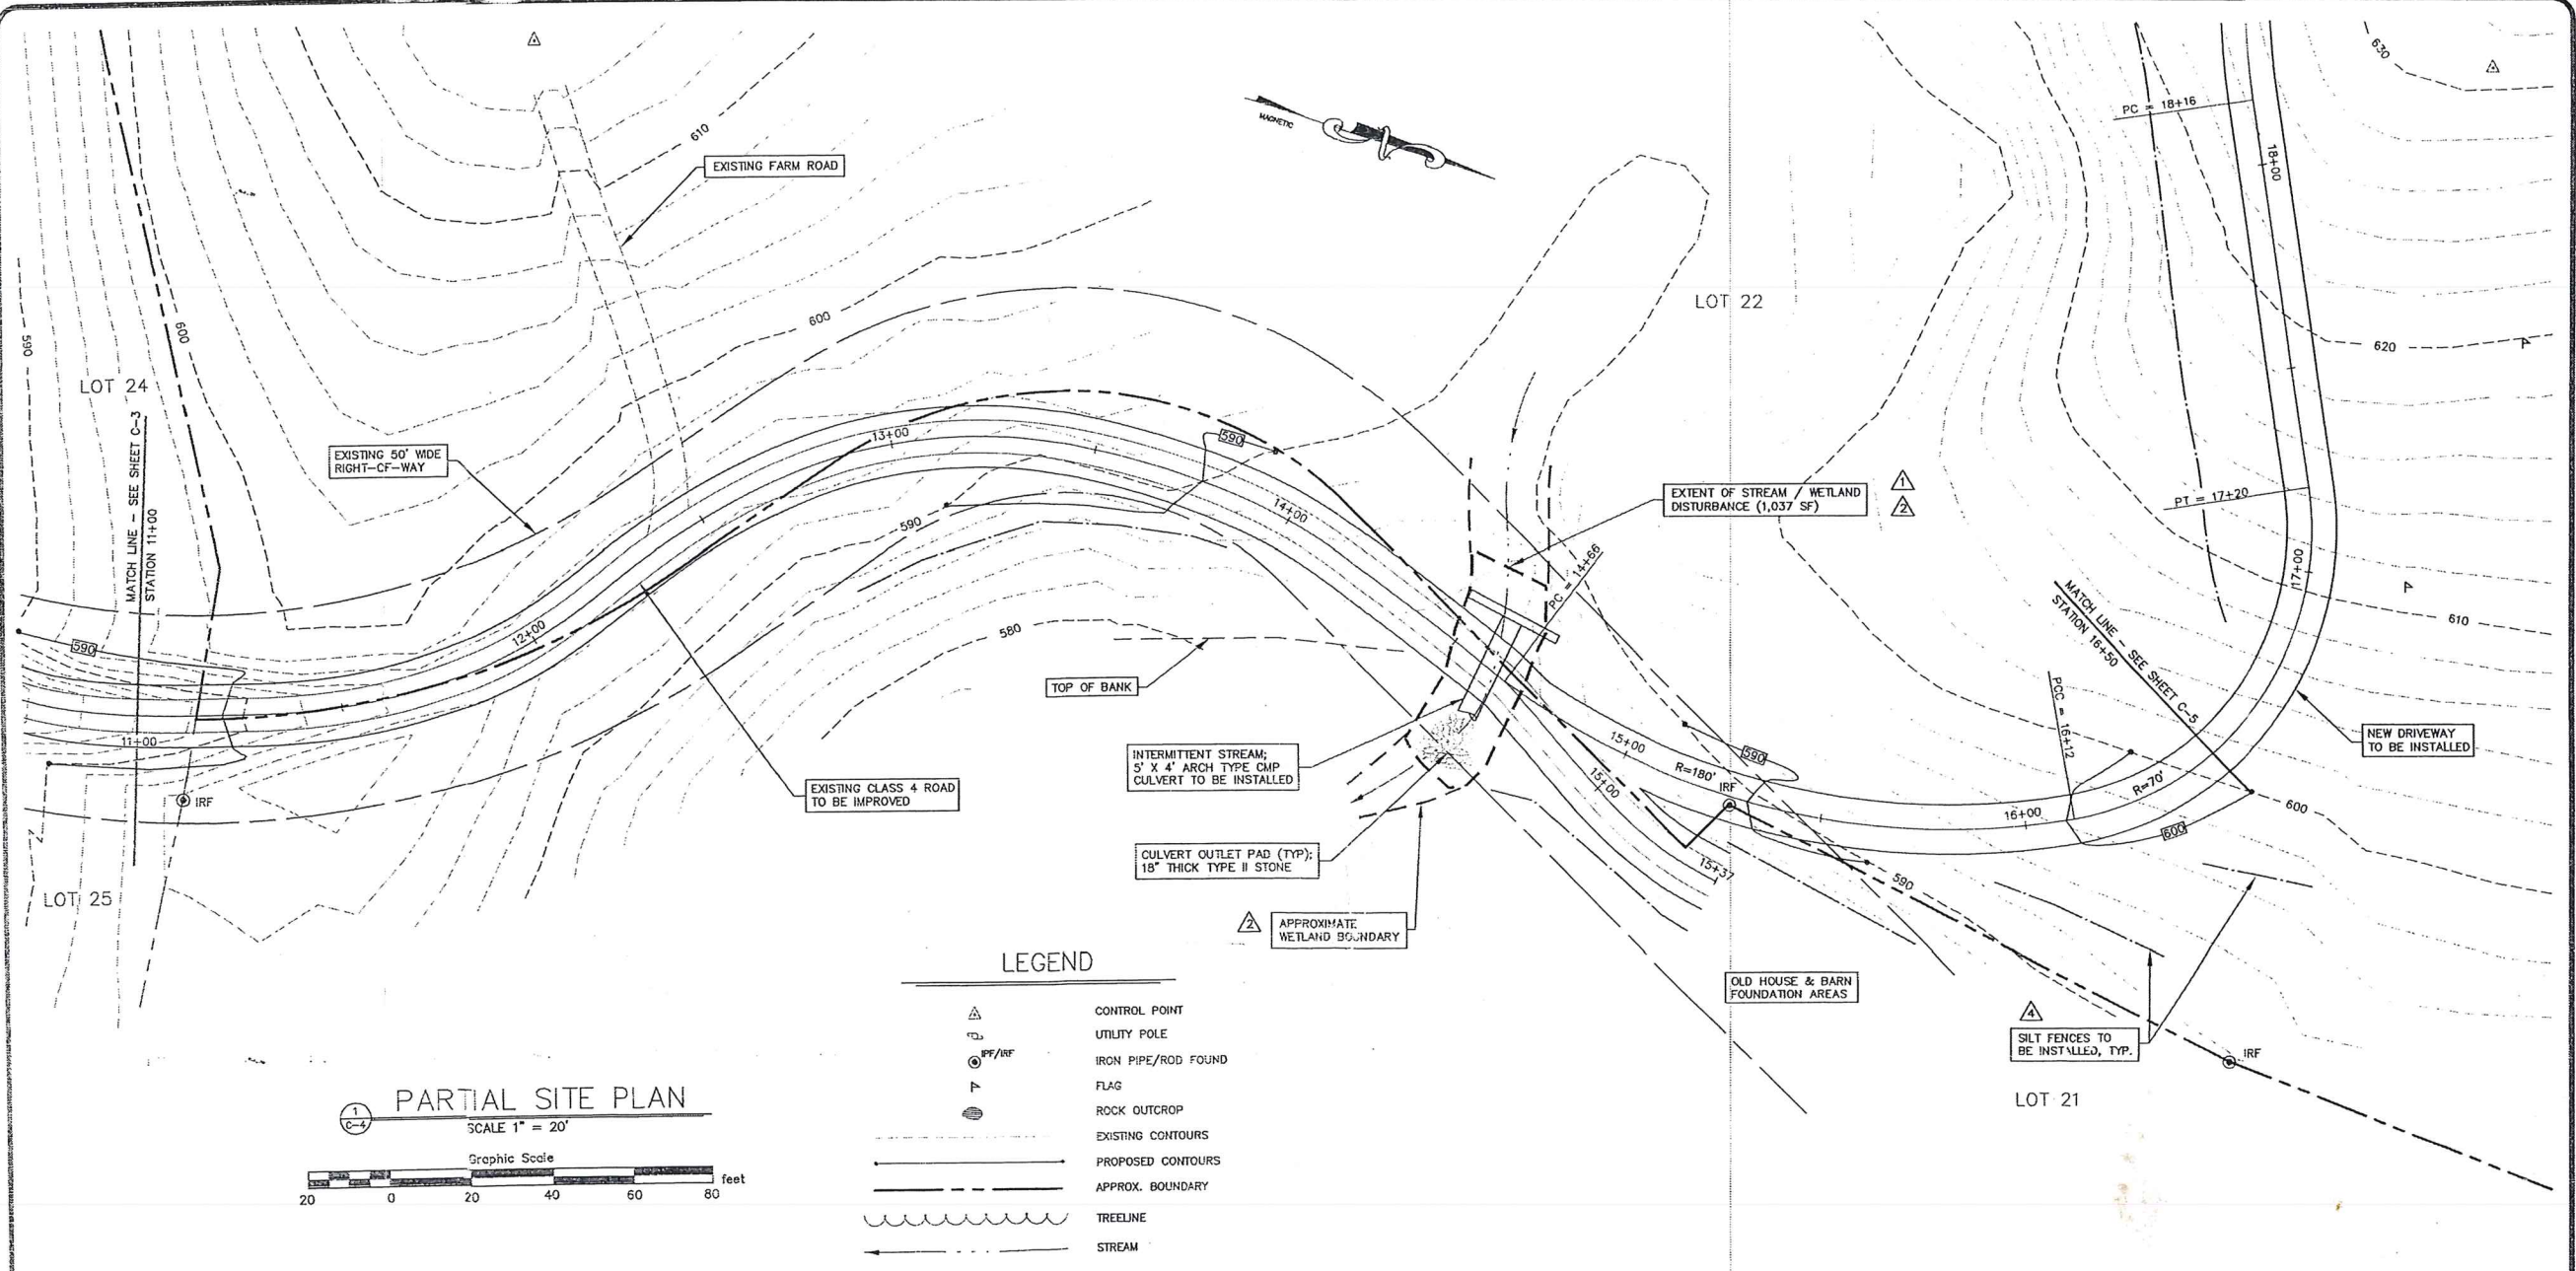 MAGNETIC
630
PC = 18+16
18+00
610
EXISTING FARM ROAD
LOT 22
590
600
600
620
LOT 24
MATCH LINE - SEE SHEET C-3
STATION 11+00
EXISTING 50' WIDE
RIGHT-OF-WAY
13+00
590
14+00
590
EXTENT OF STREAM / WETLAND
DISTURBANCE (1,037 SF)
1
2
PT = 17+20
17+00
PC = 14+66
MATCH LINE - SEE SHEET C-5
STATION 16+50
610
590
12+00
580
TOP OF BANK
PCC = 16+12
11+00
INTERMITTENT STREAM;
5' X 4' ARCH TYPE CMP
CULVERT TO BE INSTALLED
15+00
R=180'
590
15+00
IRF
R=70'
NEW DRIVEWAY
TO BE INSTALLED
IRF
EXISTING CLASS 4 ROAD
TO BE IMPROVED
16+00
600
600
CULVERT OUTLET PAD (TYP);
18" THICK TYPE II STONE
15+37
590
LOT 25
2
APPROXIMATE
WETLAND BOUNDARY
OLD HOUSE & BARN
FOUNDATION AREAS
4
SILT FENCES TO
BE INSTALLED, TYP.
IRF
LOT 21
LEGEND
CONTROL POINT
UTILITY POLE
IPF/IRF
IRON PIPE/ROD FOUND
FLAG
ROCK OUTCROP
EXISTING CONTOURS
PROPOSED CONTOURS
APPROX. BOUNDARY
TREELINE
STREAM
1
C-4
PARTIAL SITE PLAN
SCALE 1" = 20'
Graphic Scale
20 0 20 40 60 80 feet